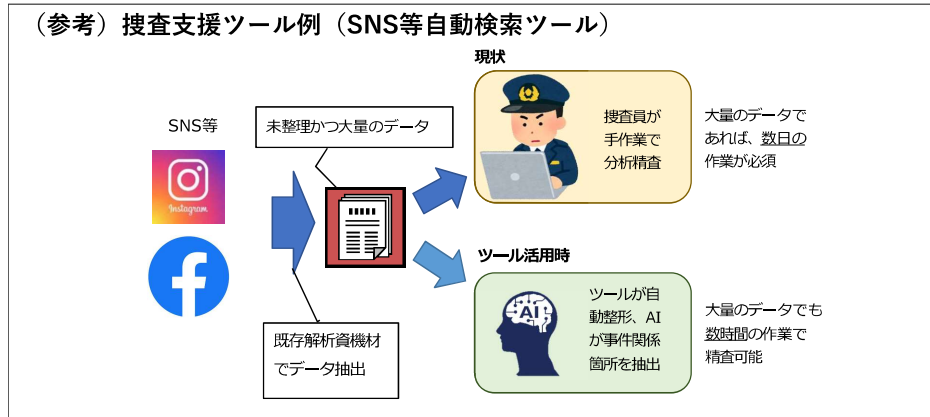 （参考）捜査支援ツール例（SNS等自動検索ツール）
現状
SNS等
未整理かつ大量のデータ
捜査員が
手作業で
分析精査
大量のデータで
あれば、数日の
作業が必須
Instagram
ツール活用時
既存解析資機材
でデータ抽出
AI
ツールが自
動整形、AI
が事件関係
箇所を抽出
大量のデータでも
数時間の作業で
精査可能